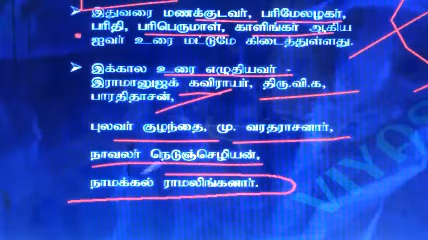 இதுவரை மணக்குடவர், பரிமேலழகர்,
பரிதி, பரிபெருமாள், காளிங்கர் ஆகிய
ஐவர் உரை மட்டுமே கிடைத்துள்ளது.
இக்கால உரை எழுதியவர் -
இராமானுஜக் கவிராயர், திரு.வி.க,
பாரதிதாசன்,
புலவர் குழந்தை, மு. வரதராசனார்,
நாவலர் நெடுஞ்செழியன்,
நாமக்கல் ராமலிங்கனார்.